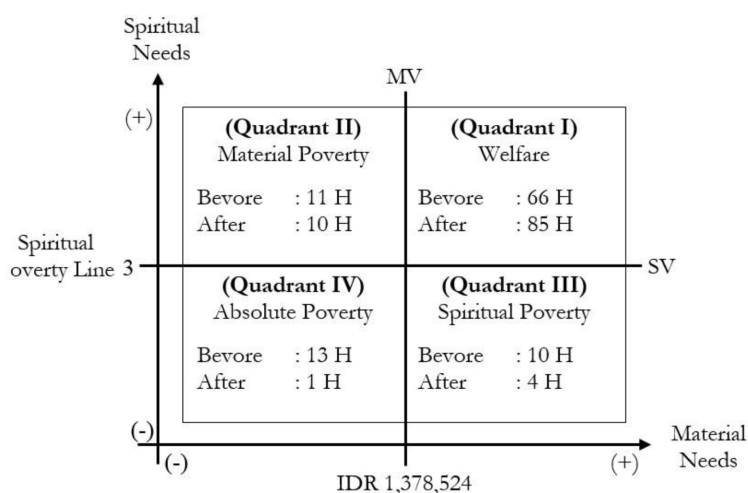 Spiritual
Needs
MV
(+)
(Quadrant II)
Material Poverty
Bevore : 11 H
After : 10 H
(Quadrant I)
Welfare
Bevore : 66 H
After : 85 H
Spiritual
overty Line 3
SV
(Quadrant IV)
Absolute Poverty
Bevore : 13 H
After : 1 H
(Quadrant III)
Spiritual Poverty
Bevore : 10 H
After : 4 H
(-)
(-)
(+)
Material
Needs
IDR 1,378,524